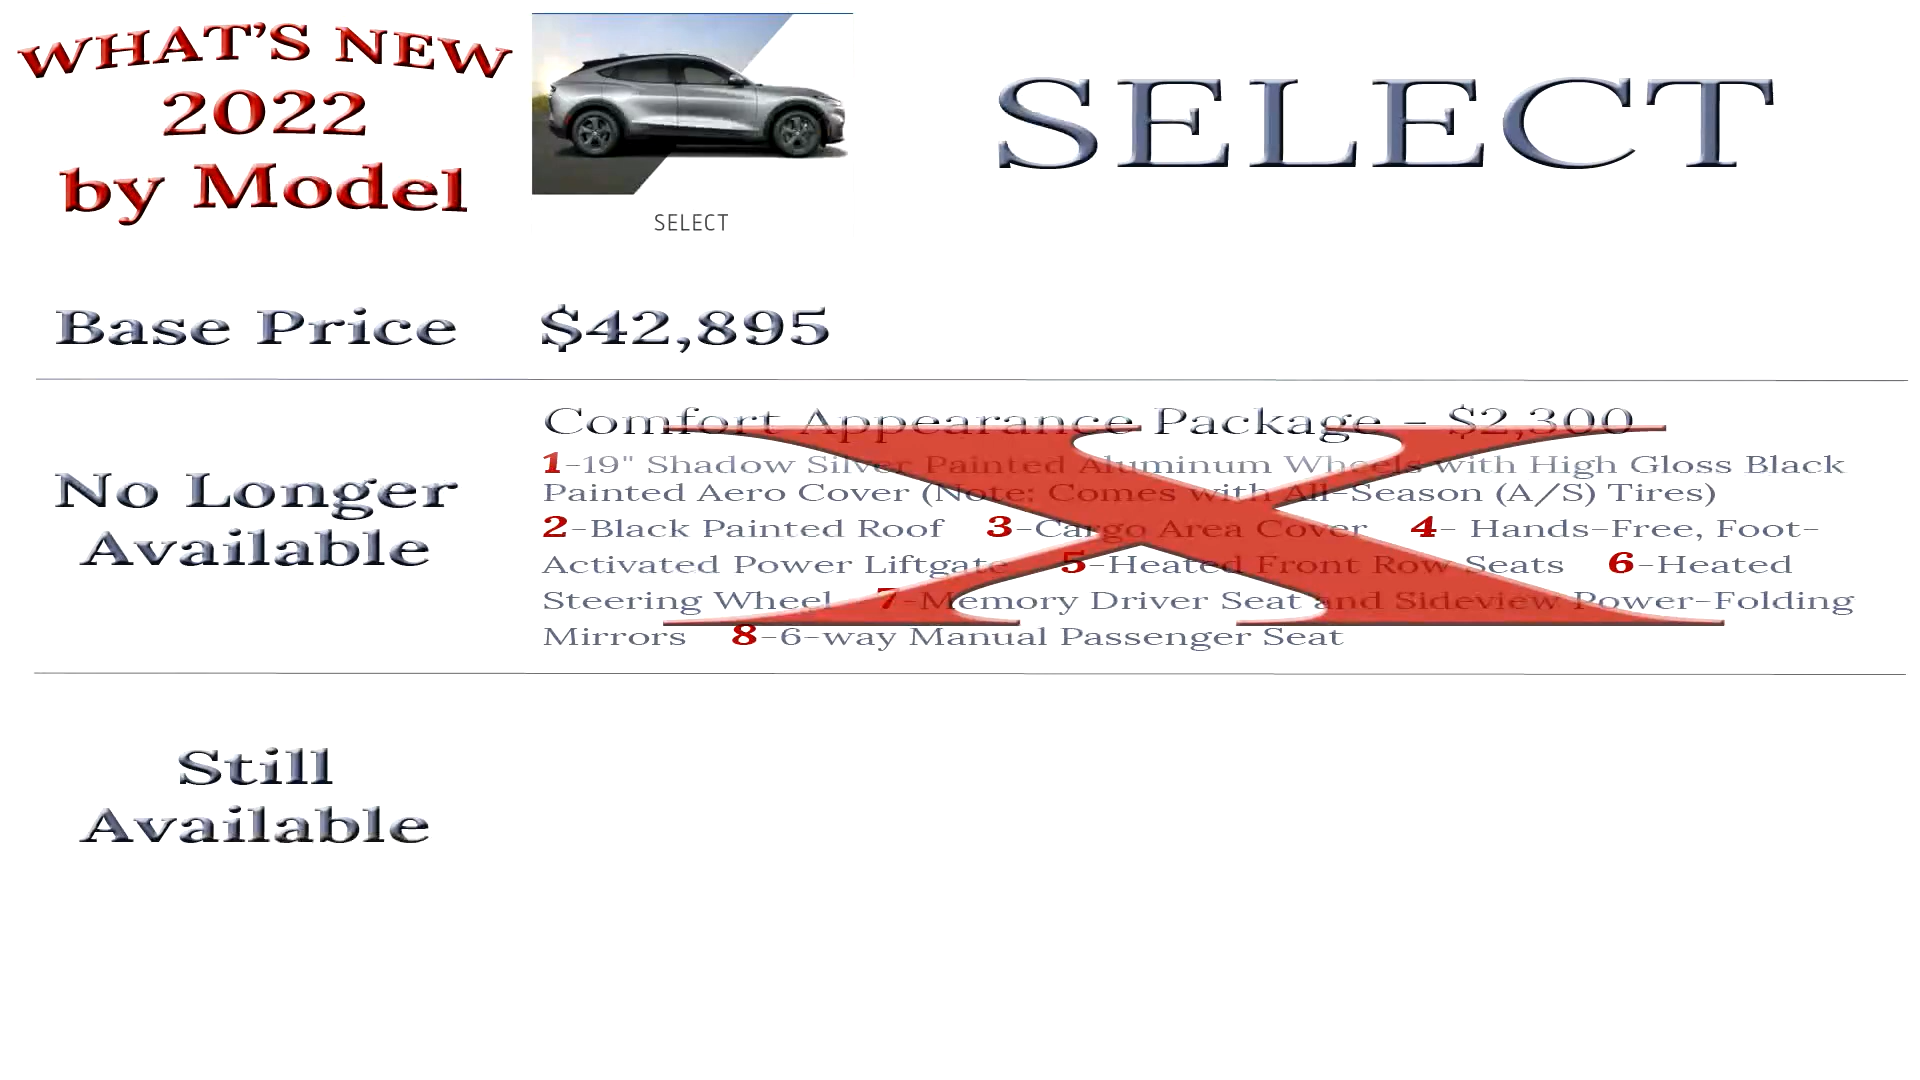 WHAT'S NEW
2022
by Model
SELECT
SELECT
Base Price
$42,895
No Longer
Available
Comfort Appearance Package - $2,300
1-19" Shadow Silver Painted Aluminum Wheels with High Gloss Black
Painted Aero Cover (Note: Comes with All-Season (A/S) Tires)
2-Black Painted Roof 3-Cargo Area Cover 4- Hands-Free, Foot-
Activated Power Liftgate 5-Heated Front Row Seats 6-Heated
Steering Wheel 7-Memory Driver Seat and Sideview Power-Folding
Mirrors 8-6-way Manual Passenger Seat
X
Still
Available